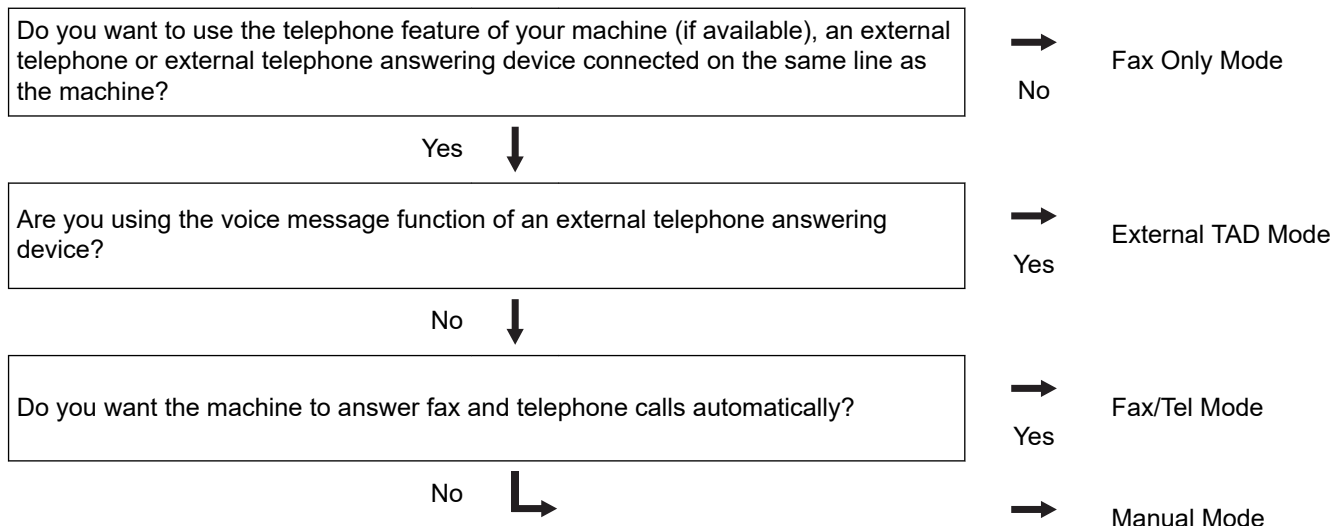 Do you want to use the telephone feature of your machine (if available), an external
telephone or external telephone answering device connected on the same line as
the machine?
No
Fax Only Mode
Yes
Are you using the voice message function of an external telephone answering
device?
Yes
External TAD Mode
No
Do you want the machine to answer fax and telephone calls automatically?
Yes
Fax/Tel Mode
No
Manual Mode